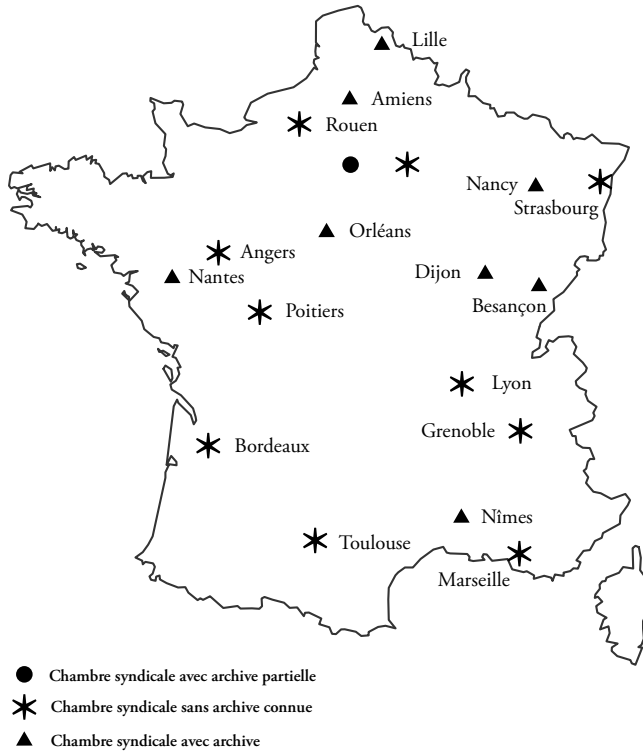 Lille
Amiens
Rouen
Nancy
Strasbourg
Orléans
Angers
Dijon
Nantes
Besançon
Poitiers
Lyon
Grenoble
Bordeaux
Nîmes
Toulouse
Marseille
Chambre syndicale avec archive partielle
Chambre syndicale sans archive connue
Chambre syndicale avec archive